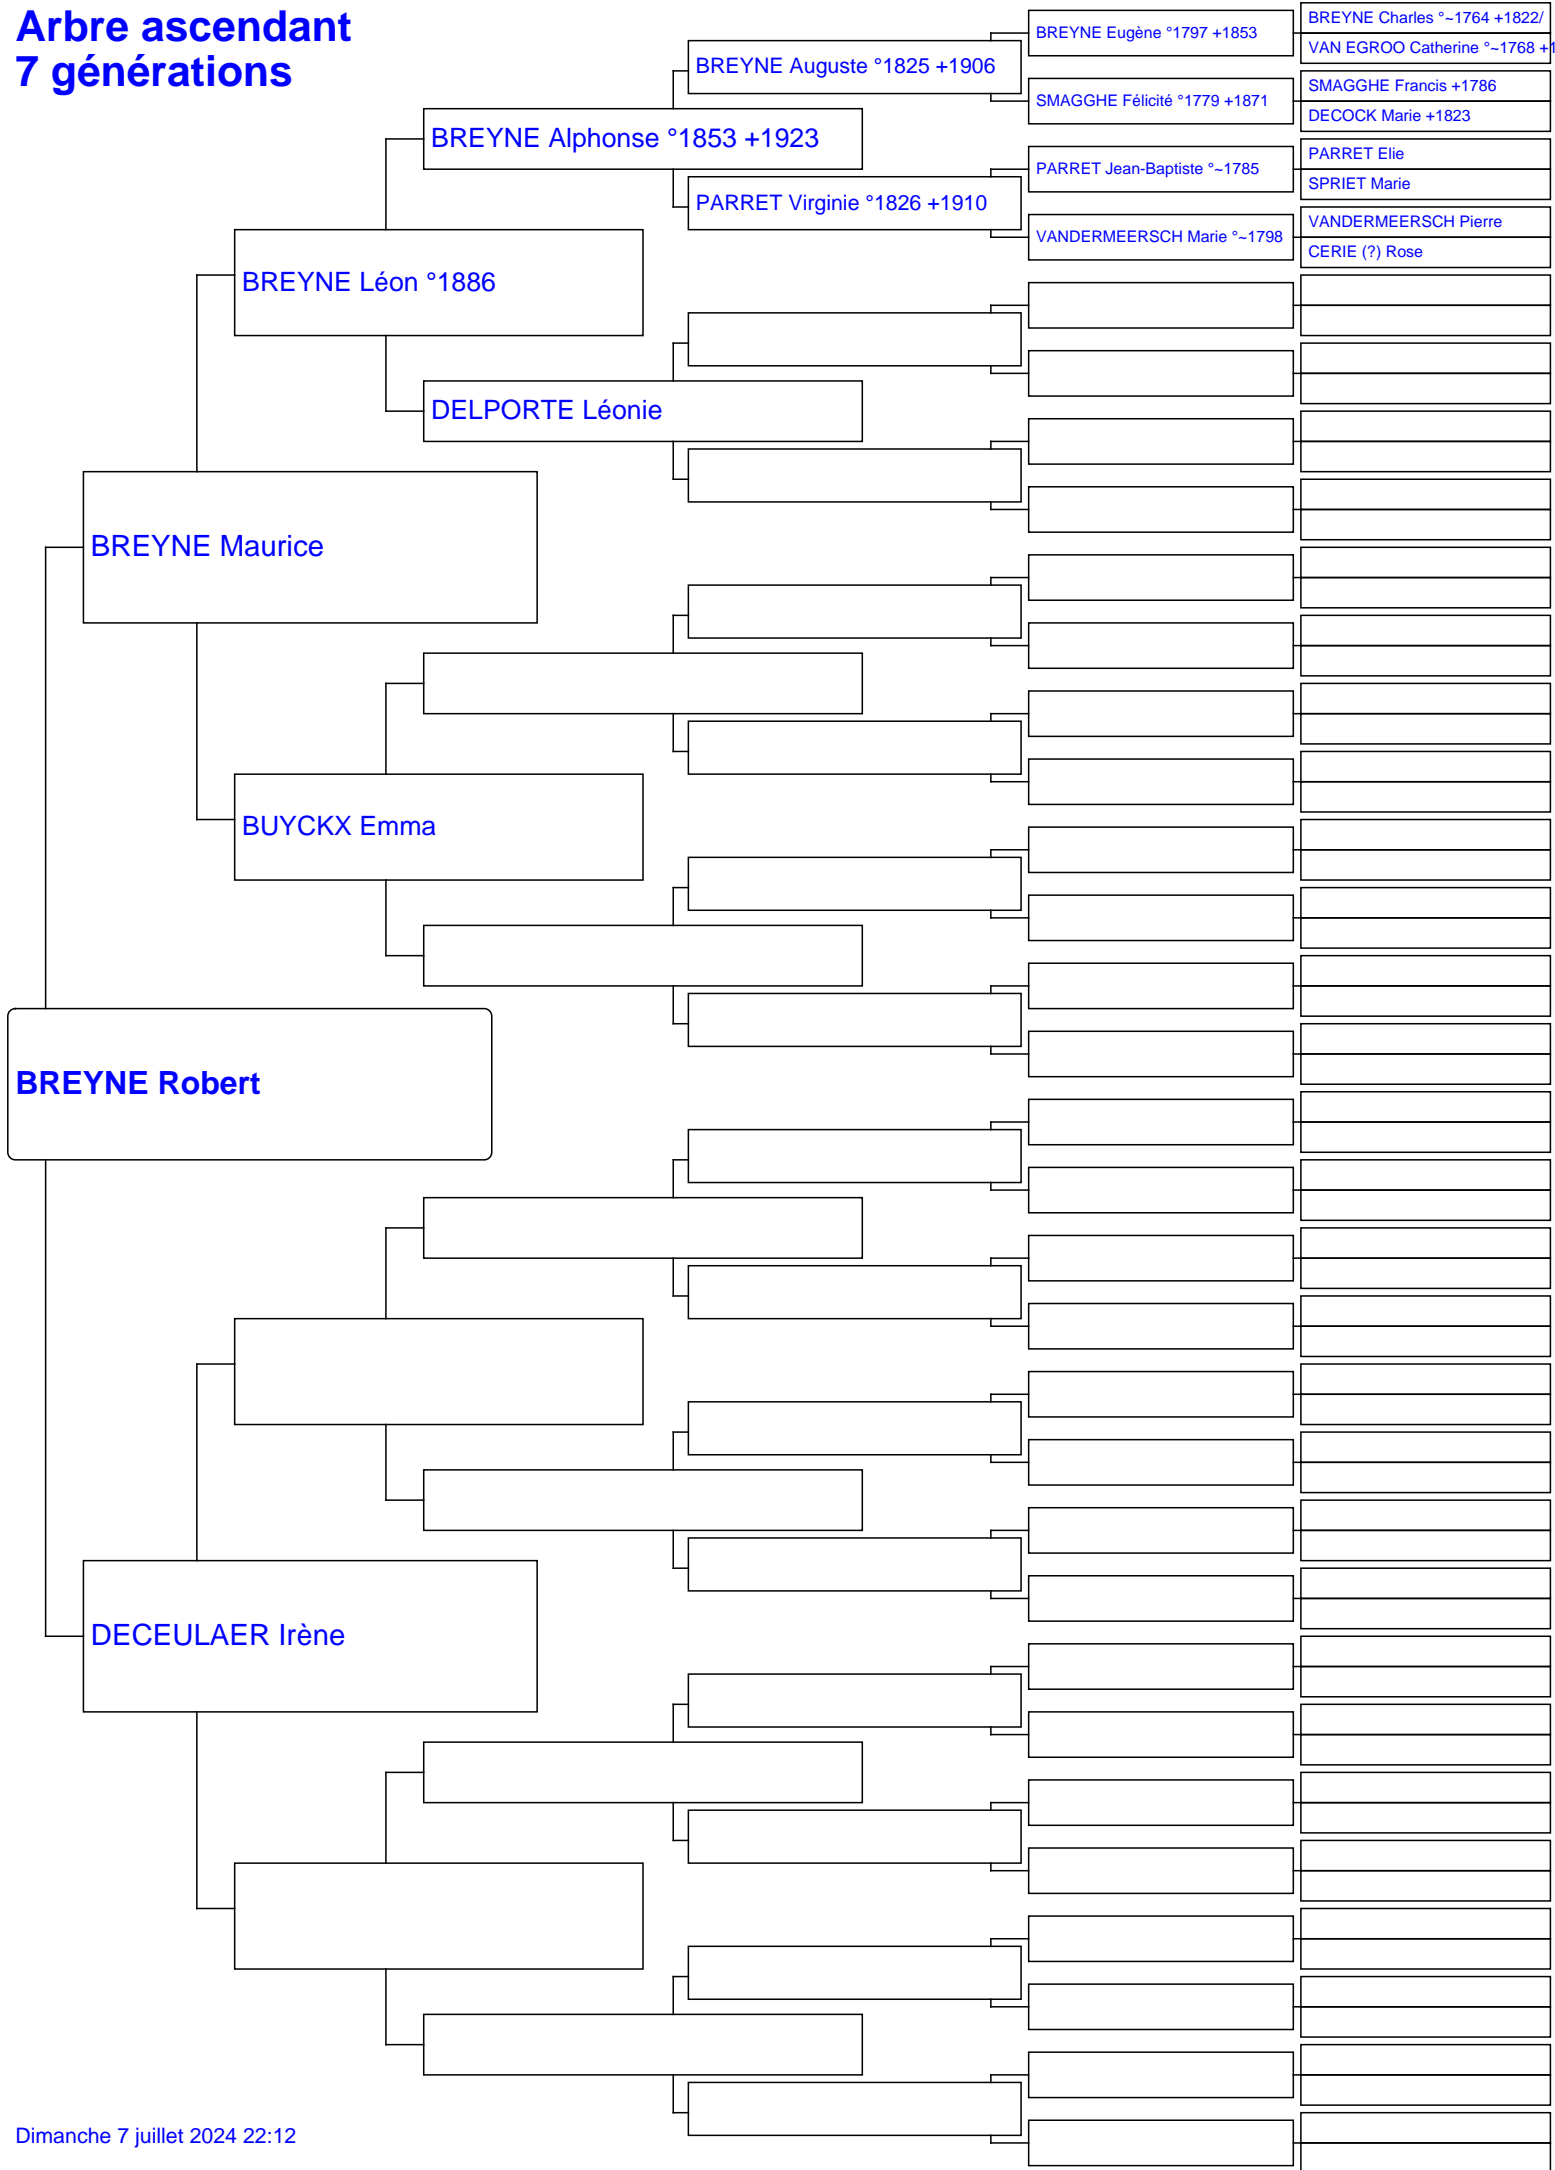 Arbre ascendant
7 générations
BREYNE Charles °~1764 +1822/
BREYNE Eugène °1797 +1853
VAN EGROO Catherine °~1768 +1
BREYNE Auguste °1825 +1906
SMAGGHE Francis +1786
SMAGGHE Félicité °1779 +1871
DECOCK Marie +1823
BREYNE Alphonse °1853 +1923
PARRET Elie
PARRET Jean-Baptiste °~1785
SPRIET Marie
PARRET Virginie °1826 +1910
VANDERMEERSCH Pierre
VANDERMEERSCH Marie °~1798
CERIE (?) Rose
BREYNE Léon °1886
DELPORTE Léonie
BREYNE Maurice
BUYCKX Emma
BREYNE Robert
DECEULAER Irène
Dimanche 7 juillet 2024 22:12